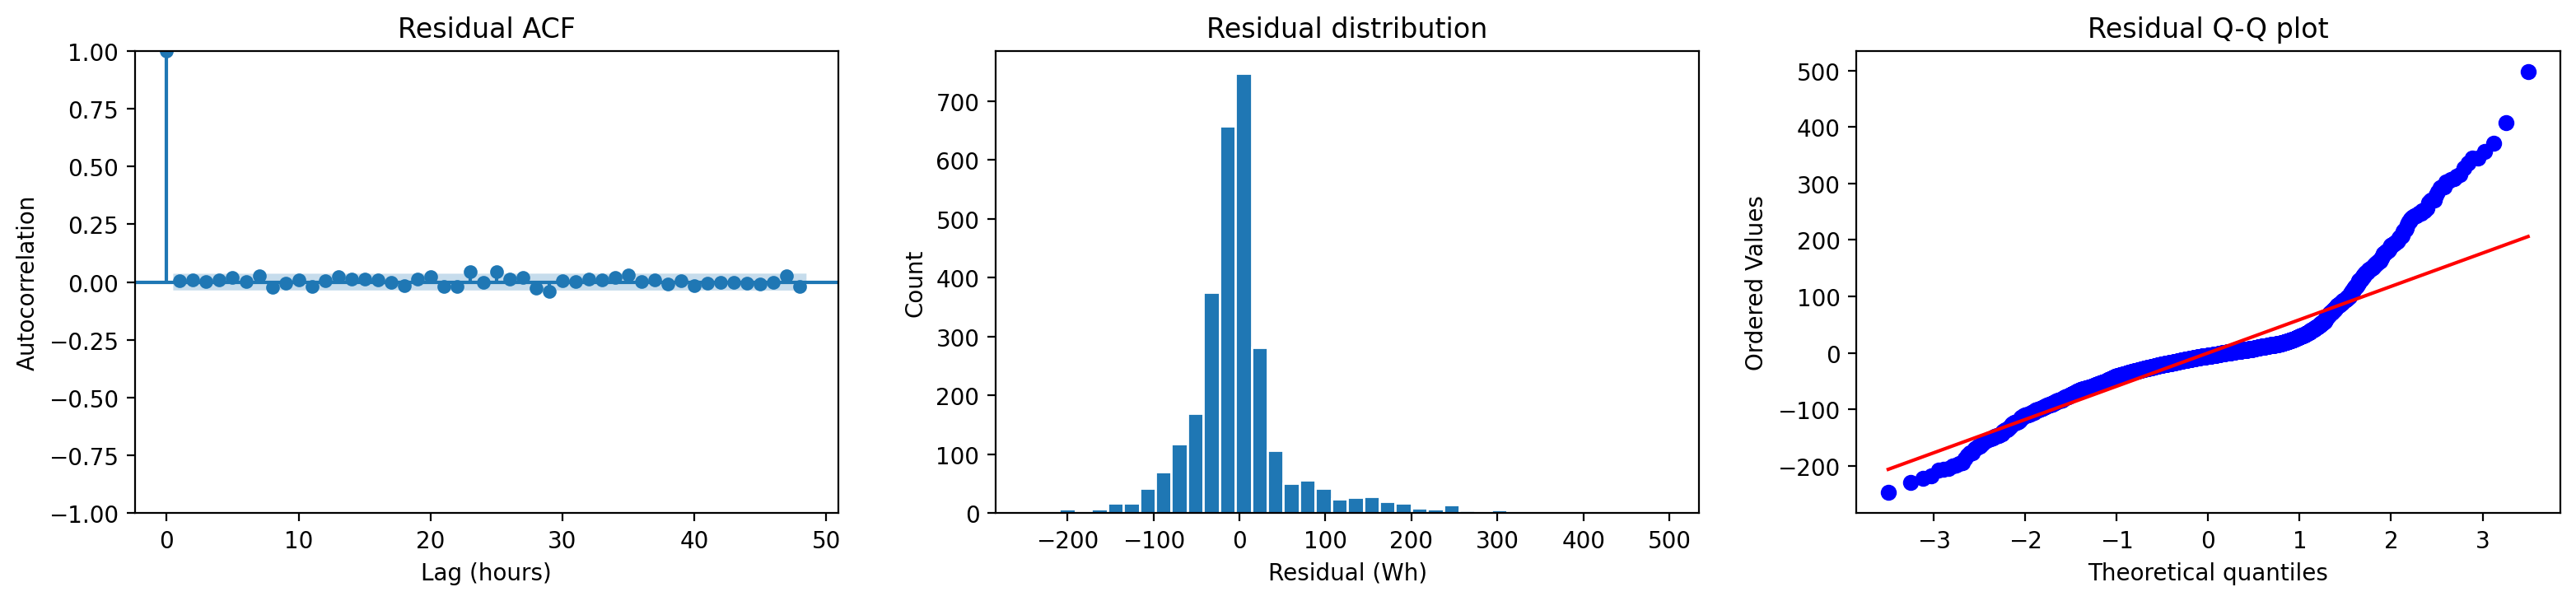 Residual ACF
1.00
0.75
0.50
0.25
0.00
−0.25
−0.50
−0.75
−1.00
Autocorrelation
0 10 20 30 40 50
Lag (hours)
Residual distribution
700
600
500
400
300
200
100
0
Count
−200 −100 0 100 200 300 400 500
Residual (Wh)
Residual Q-Q plot
500
400
300
200
100
0
−100
−200
Ordered Values
−3 −2 −1 0 1 2 3
Theoretical quantiles